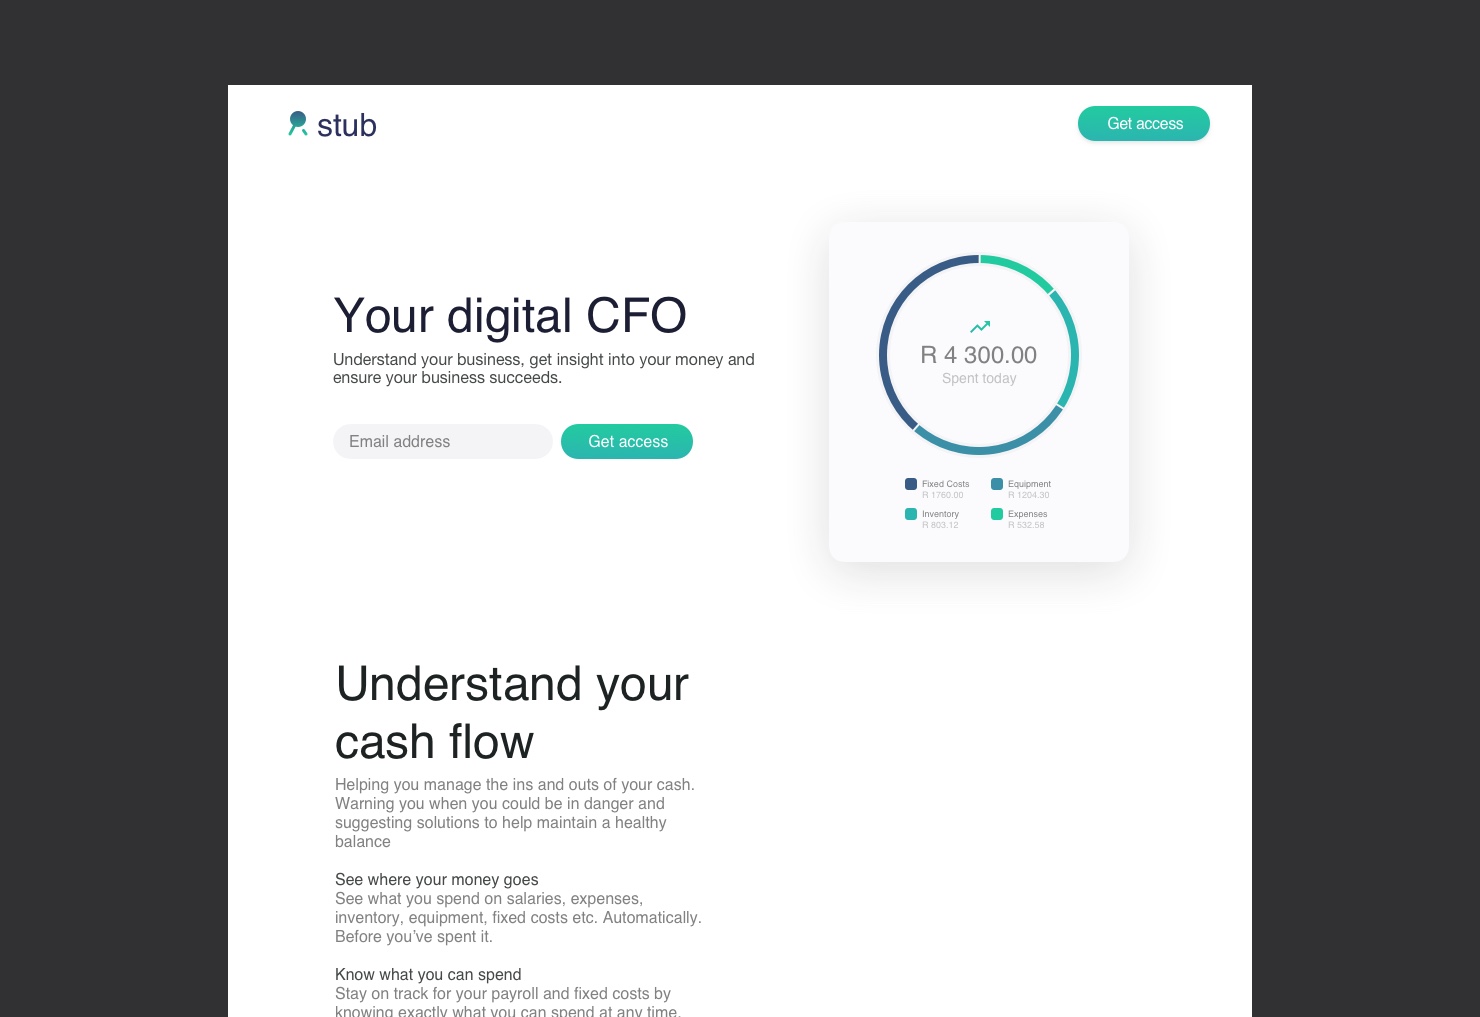 stub
Get access
Your digital CFO
Understand your business, get insight into your money and
ensure your business succeeds.
Email address
Get access
R 4 300.00
Spent today
Fixed Costs
R 1760.00
Equipment
R 1204.30
Inventory
R 803.12
Expenses
R 532.58
Understand your
cash flow
Helping you manage the ins and outs of your cash.
Warning you when you could be in danger and
suggesting solutions to help maintain a healthy
balance
See where your money goes
See what you spend on salaries, expenses,
inventory, equipment, fixed costs etc. Automatically.
Before you’ve spent it.
Know what you can spend
Stay on track for your payroll and fixed costs by
knowing exactly what you can spend at any time.